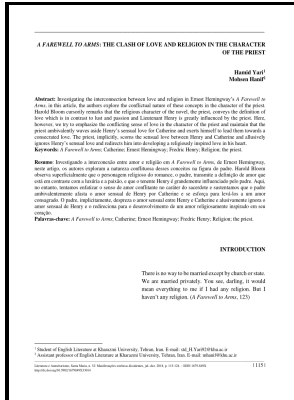 A FAREWELL TO ARMS: THE CLASH OF LOVE AND RELIGION IN THE CHARACTER
OF THE PRIEST
Hamid Yari¹
Mohsen Hanif²
Abstract: Investigating the interconnection between love and religion in Ernest Hemingway's A Farewell
to Arms, in this article, the authors explore the conflictual nature of these concepts in the character of the priest.
Harold Bloom cursorily remarks that the religious character of the novel, the priest, conveys the definition of
love which is in contrast to lust and passion and Lieutenant Henry is greatly influenced by the priest. Here,
however, we try to emphasize the conflicting sense of love in the character of the priest and maintain that the
priest ambivalently waves aside Henry's sensual love for Catherine and exerts himself to lead them towards a
consecrated love. The priest, implicitly, scorns the sensual love between Henry and Catherine and allusively
ignores Henry's sensual love and redirects him into developing a religiously inspired love in his heart.
Keywords: A Farewell to Arms; Catherine; Ernest Hemingway; Fredric Henry; Religion; the priest.
Resumo: Investigando a interconexão entre amor e religião em A Farewell to Arms, de Ernest Hemingway,
neste artigo, os autores exploram a natureza conflituosa desses conceitos na figura do padre. Harold Bloom
observa superficialmente que o personagem religioso do romance, o padre, transmite a definição de amor que
está em contraste com a luxúria e a paixão, e que o tenente Henry é grandemente influenciado pelo padre. Aqui,
no entanto, tentamos enfatizar o senso de amor conflitante no caráter do sacerdote e sustentamos que o padre
ambivalentemente afasta o amor sensual de Henry por Catherine e se esforça para levá-los a um amor
consagrado. O padre, implicitamente, despreza o amor sensual entre Henry e Catherine e alusivamente ignora o
amor sensual de Henry e o redireciona para o desenvolvimento de um amor religiosamente inspirado em seu
coração.
Palavras-chave: A Farewell to Arms; Catherine; Ernest Hemingway; Fredric Henry; Religion; the priest.
INTRODUCTION
There is no way to be married except by church or state.
We are married privately. You see, darling, it would
mean everything to me if I had any religion. But I
haven't any religion. (A Farewell to Arms, 123)
¹ Student of English Literature at Kharazmi University, Tehran, Iran. E-mail:
² Assistant professor of English Literature at Kharazmi University, Tehran, Iran. E-mail: